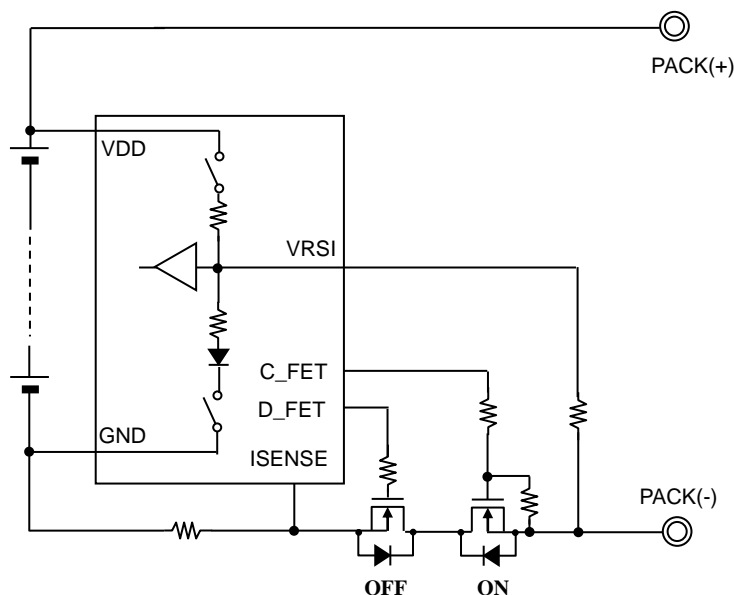 PACK(+)
VDD
VRSI
C_FET
D_FET
GND
ISENSE
PACK(-)
OFF
ON